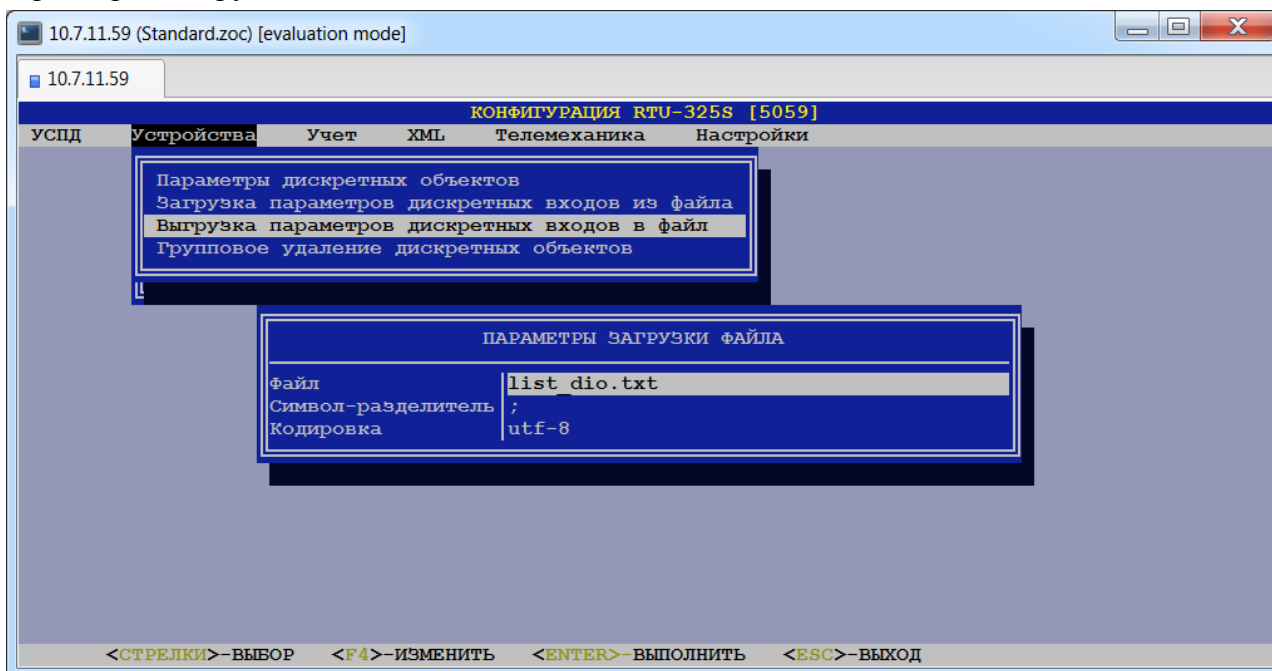 10.7.11.59 (Standard.zoc) [evaluation mode]
10.7.11.59
КОНФИГУРАЦИЯ RTU-325S [5059]
УСПД Устройства Учет XML Телемеханика Настройки
Параметры дискретных объектов
Загрузка параметров дискретных входов из файла
Выгрузка параметров дискретных входов в файл
Групповое удаление дискретных объектов
ПАРАМЕТРЫ ЗАГРУЗКИ ФАЙЛА
Файл list_dio.txt
Символ-разделитель ;
Кодировка utf-8
<СТРЕЛКИ>-ВЫБОР <F4>-ИЗМЕНИТЬ <ENTER>-ВЫПОЛНИТЬ <ESC>-ВЫХОД